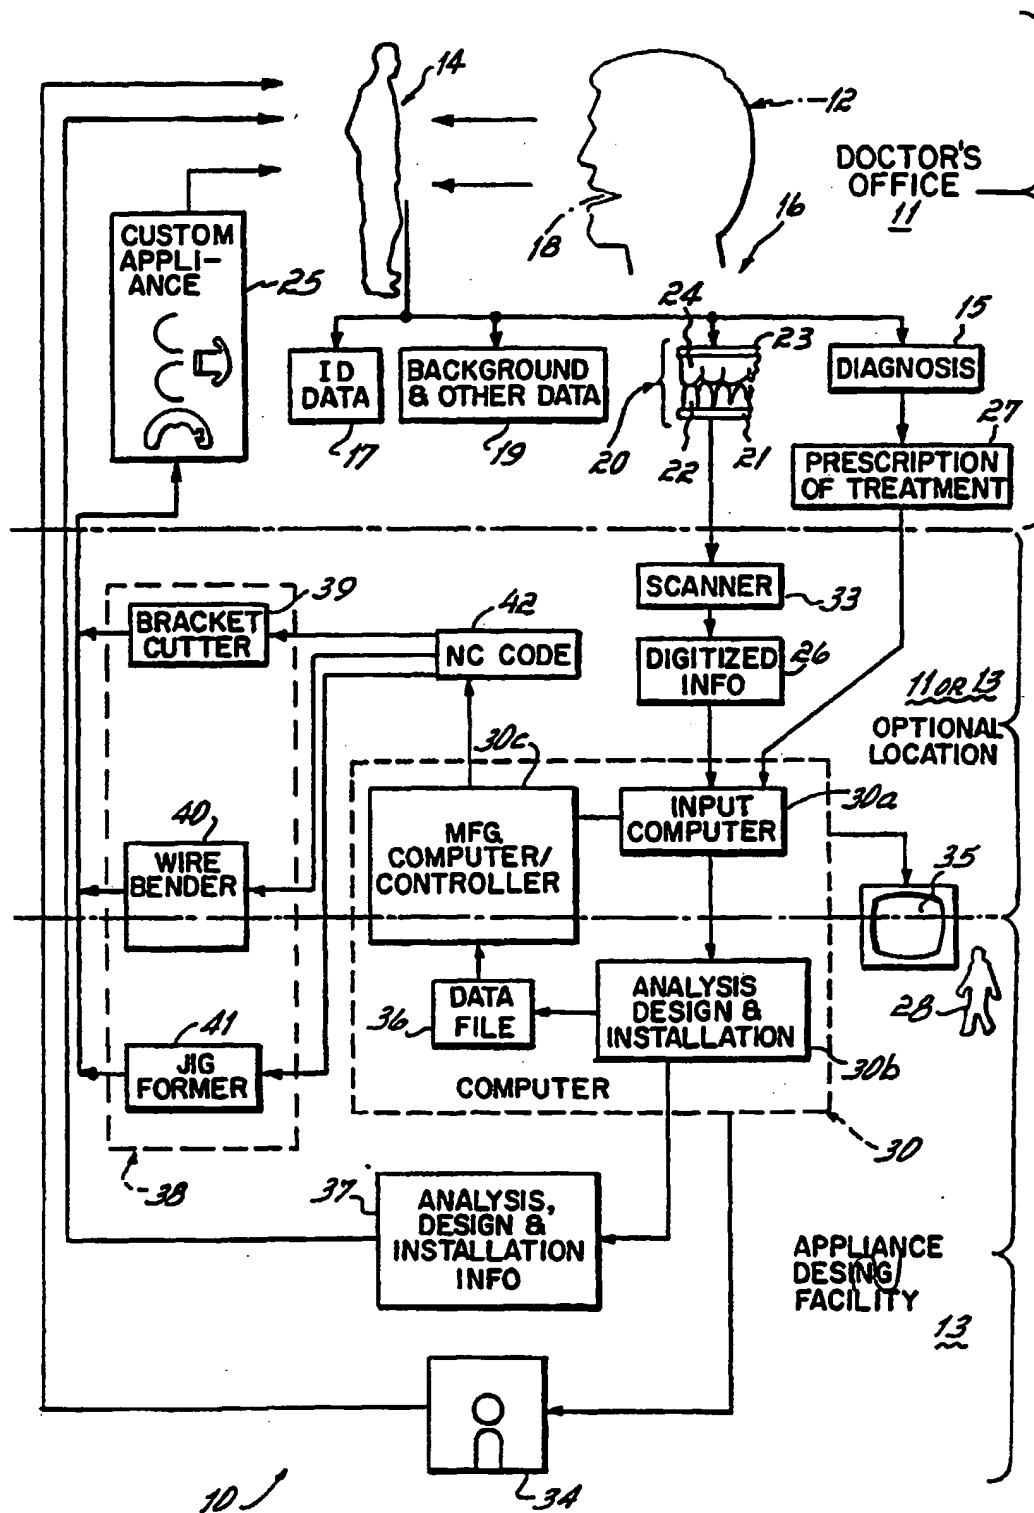 14
12
DOCTOR'S
OFFICE
11
16
18
CUSTOM
APPLI-
ANCE
25
24
23
15
ID
DATA
17
BACKGROUND
& OTHER DATA
19
20
22
21
DIAGNOSIS
27
PRESCRIPTION
OF TREATMENT
SCANNER
33
39
BRACKET
CUTTER
42
NC CODE
DIGITIZED
INFO
26
11 OR 13
OPTIONAL
LOCATION
30c
INPUT
COMPUTER
30a
MFG.
COMPUTER/
CONTROLLER
40
WIRE
BENDER
35
DATA
FILE
36
ANALYSIS
DESIGN &
INSTALLATION
30b
28
41
JIG
FORMER
COMPUTER
30
38
37
ANALYSIS,
DESIGN &
INSTALLATION
INFO
APPLIANCE
DESING
FACILITY
13
34
10